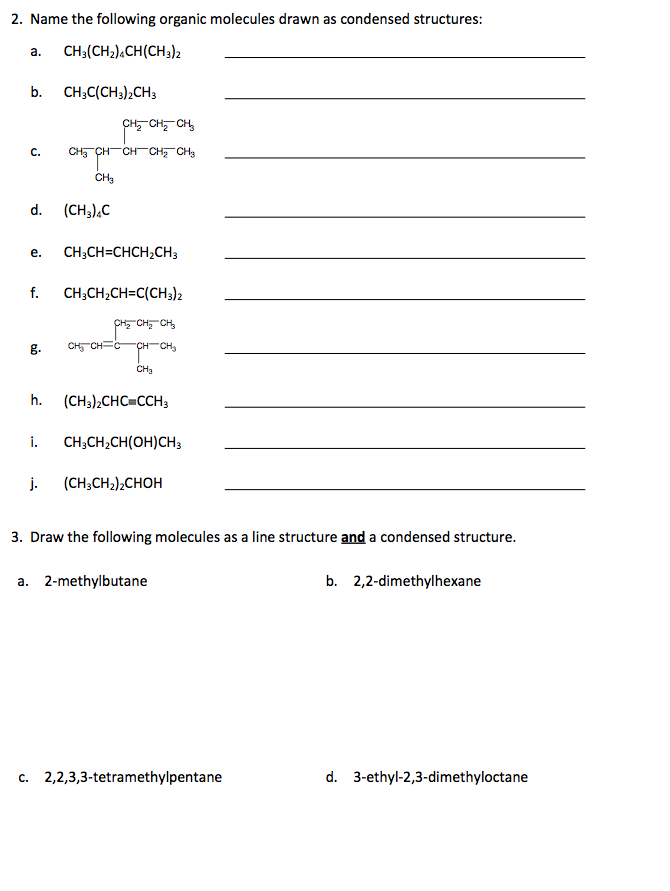 2. Name the following organic molecules drawn as condensed structures:
a. CH₃(CH₂)₄CH(CH₃)₂
b. CH₃C(CH₃)₂CH₃
CH₂ CH₂ CH₃
c. CH₃ CH CH CH₂ CH₃
CH₃
d. (CH₃)₄C
e. CH₃CH=CHCH₂CH₃
f. CH₃CH₂CH=C(CH₃)₂
CH₂ CH₂ CH₃
g. CH₃ CH=C CH CH₃
CH₃
h. (CH₃)₂CHC≡CCH₃
i. CH₃CH₂CH(OH)CH₃
j. (CH₃CH₂)₂CHOH
3. Draw the following molecules as a line structure and a condensed structure.
a. 2-methylbutane b. 2,2-dimethylhexane
c. 2,2,3,3-tetramethylpentane d. 3-ethyl-2,3-dimethyloctane